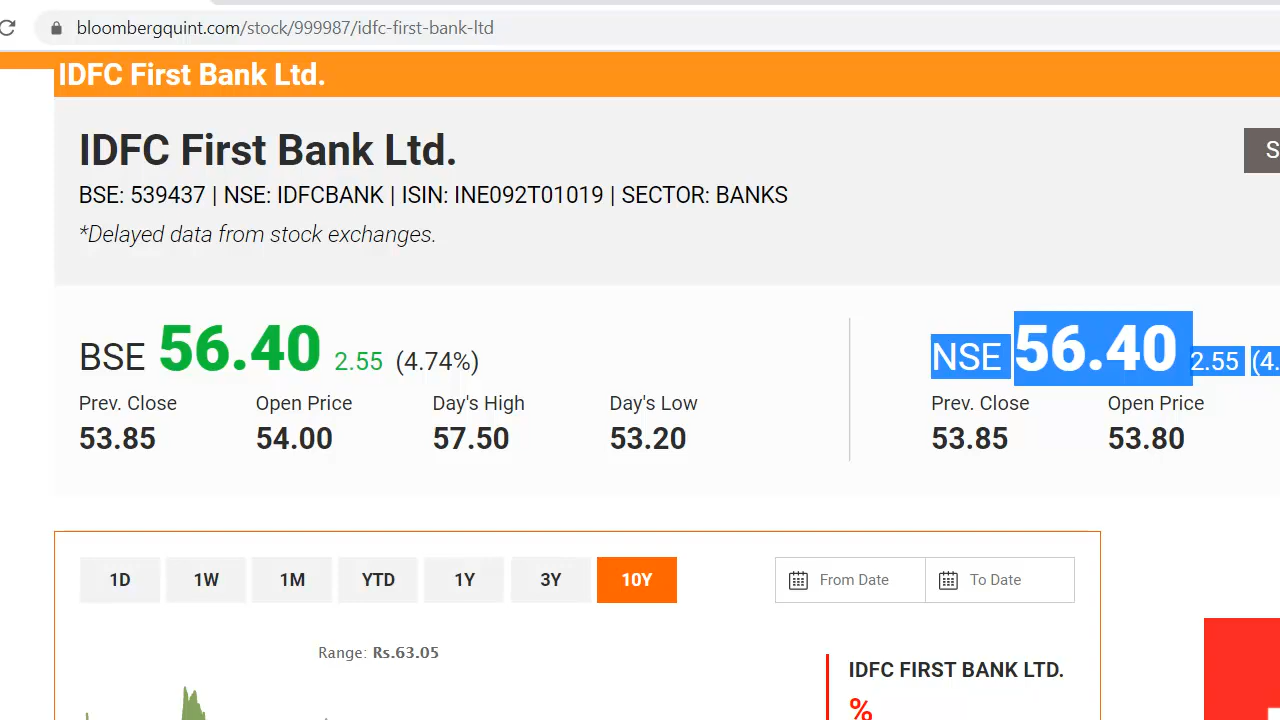 bloombergquint.com/stock/999987/idfc-first-bank-ltd
IDFC First Bank Ltd.
IDFC First Bank Ltd.
S
BSE: 539437 | NSE: IDFCBANK | ISIN: INE092T01019 | SECTOR: BANKS
*Delayed data from stock exchanges.
BSE 56.40 2.55 (4.74%)
Prev. Close Open Price Day's High Day's Low
53.85 54.00 57.50 53.20
NSE 56.40 2.55 (4.
Prev. Close Open Price
53.85 53.80
1D 1W 1M YTD 1Y 3Y 10Y
From Date To Date
Range: Rs.63.05
IDFC FIRST BANK LTD.
%